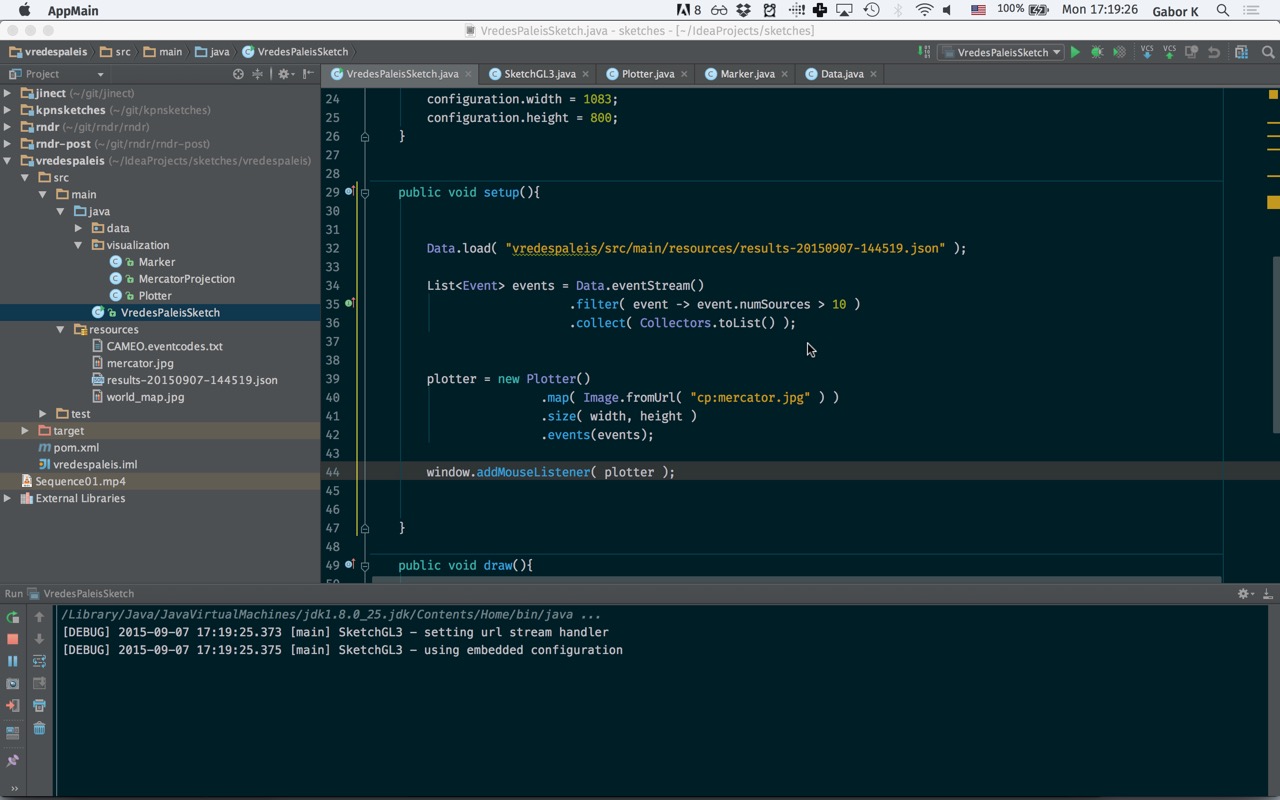 AppMain 8 100% Mon 17:19:26 Gabor K
VredesPaleisSketch.java - sketches - [~/IdeaProjects/sketches]
vredespaleis src main java VredesPaleisSketch VredesPaleisSketch VCS VCS
Project VredesPaleisSketch.java SketchGL3.java Plotter.java Marker.java Data.java
jinect (~/git/jinect)
kpnsketches (~/git/kpnsketches)
rndr (~/git/rndr/rndr)
rndr-post (~/git/rndr/rndr-post)
vredespaleis (~/IdeaProjects/sketches/vredespaleis)
src
main
java
data
visualization
Marker
MercatorProjection
Plotter
VredesPaleisSketch
resources
CAMEO.eventcodes.txt
mercator.jpg
results-20150907-144519.json
world_map.jpg
test
target
pom.xml
vredespaleis.iml
Sequence01.mp4
External Libraries
24 configuration.width = 1083;
25 configuration.height = 800;
26 }
27
28
29 public void setup(){
30
31
32 Data.load( "vredespaleis/src/main/resources/results-20150907-144519.json" );
33
34 List<Event> events = Data.eventStream()
35 .filter( event -> event.numSources > 10 )
36 .collect( Collectors.toList() );
37
38
39 plotter = new Plotter()
40 .map( Image.fromUrl( "cp:mercator.jpg" ) )
41 .size( width, height )
42 .events(events);
43
44 window.addMouseListener( plotter );
45
46
47 }
48
49 public void draw(){
Run VredesPaleisSketch
/Library/Java/JavaVirtualMachines/jdk1.8.0_25.jdk/Contents/Home/bin/java ...
[DEBUG] 2015-09-07 17:19:25.373 [main] SketchGL3 - setting url stream handler
[DEBUG] 2015-09-07 17:19:25.375 [main] SketchGL3 - using embedded configuration